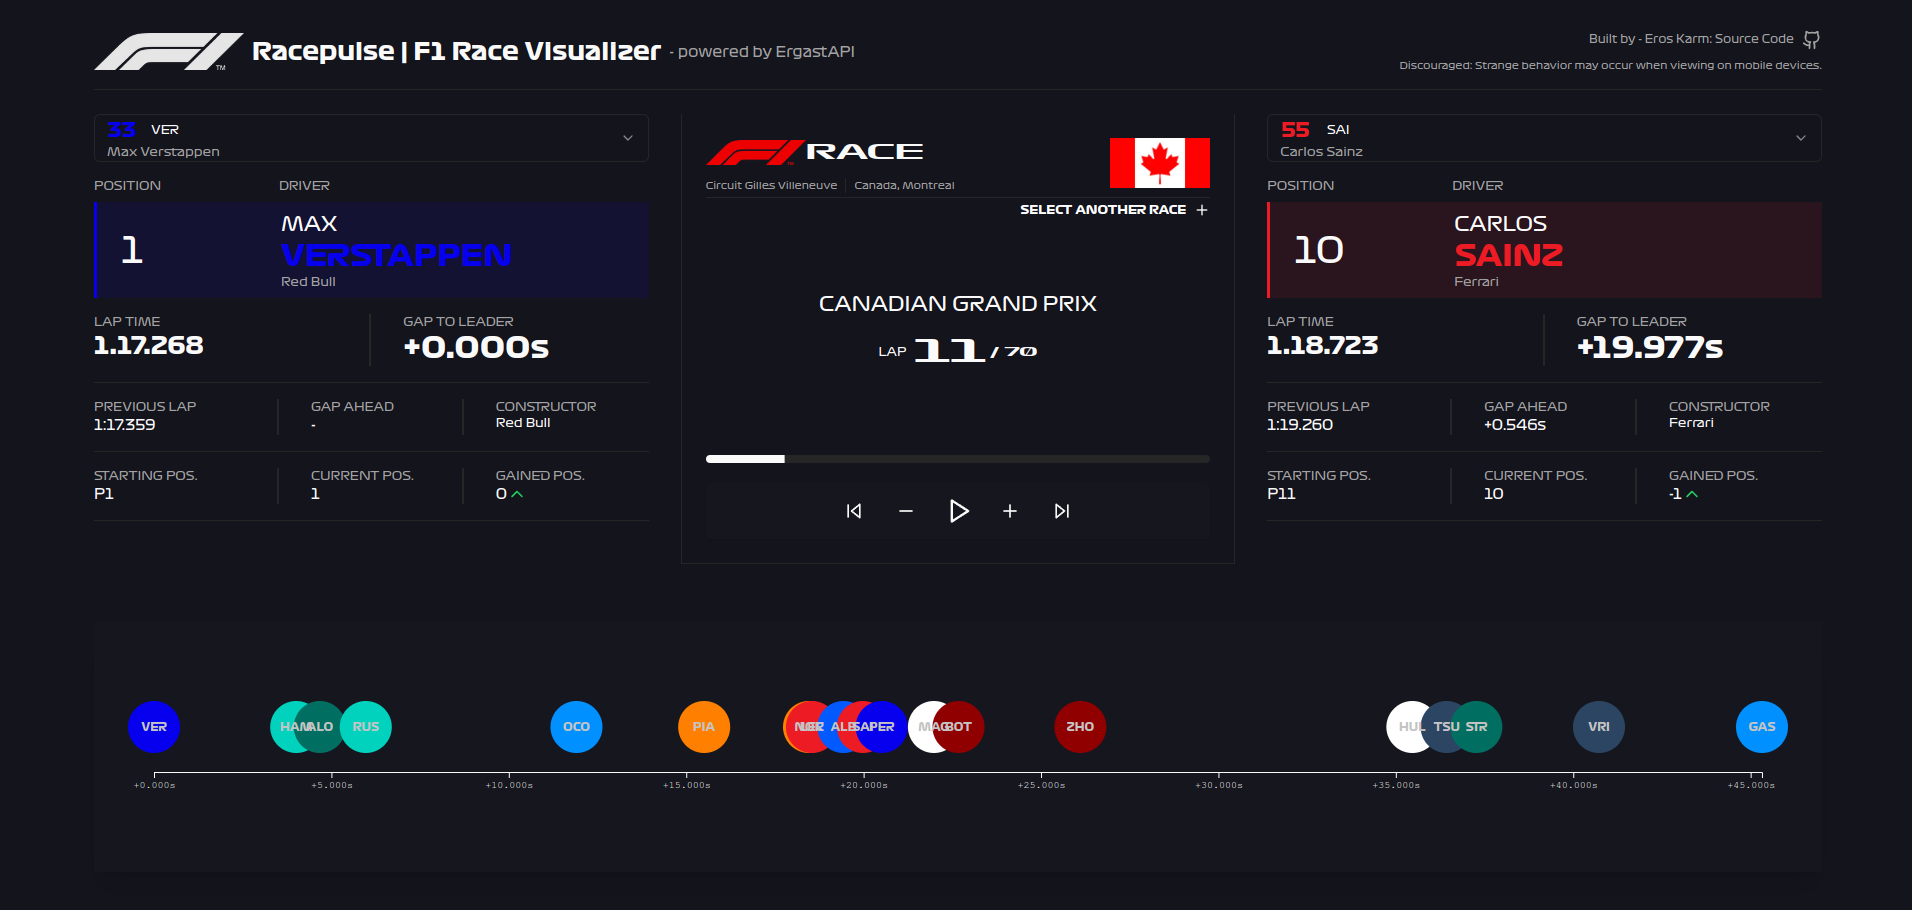 Racepulse | F1 Race Visualizer - powered by ErgastAPI
Built by - Eros Karm: Source Code
Discouraged: Strange behavior may occur when viewing on mobile devices.
33 VER
Max Verstappen
POSITION DRIVER
1
MAX
VERSTAPPEN
Red Bull
LAP TIME GAP TO LEADER
1.17.268 +0.000s
PREVIOUS LAP GAP AHEAD CONSTRUCTOR
1:17.359 - Red Bull
STARTING POS. CURRENT POS. GAINED POS.
P1 1 0
F1 RACE
Circuit Gilles Villeneuve Canada, Montreal
SELECT ANOTHER RACE +
CANADIAN GRAND PRIX
LAP 11 / 70
55 SAI
Carlos Sainz
POSITION DRIVER
10
CARLOS
SAINZ
Ferrari
LAP TIME GAP TO LEADER
1.18.723 +19.977s
PREVIOUS LAP GAP AHEAD CONSTRUCTOR
1:19.260 +0.546s Ferrari
STARTING POS. CURRENT POS. GAINED POS.
P11 10 -1
VER HAM ALO RUS OCO PIA ALB SAI PER MAG BOT ZHO HUL TSU STR VRI GAS
+0.000s +5.000s +10.000s +15.000s +20.000s +25.000s +30.000s +35.000s +40.000s +45.000s